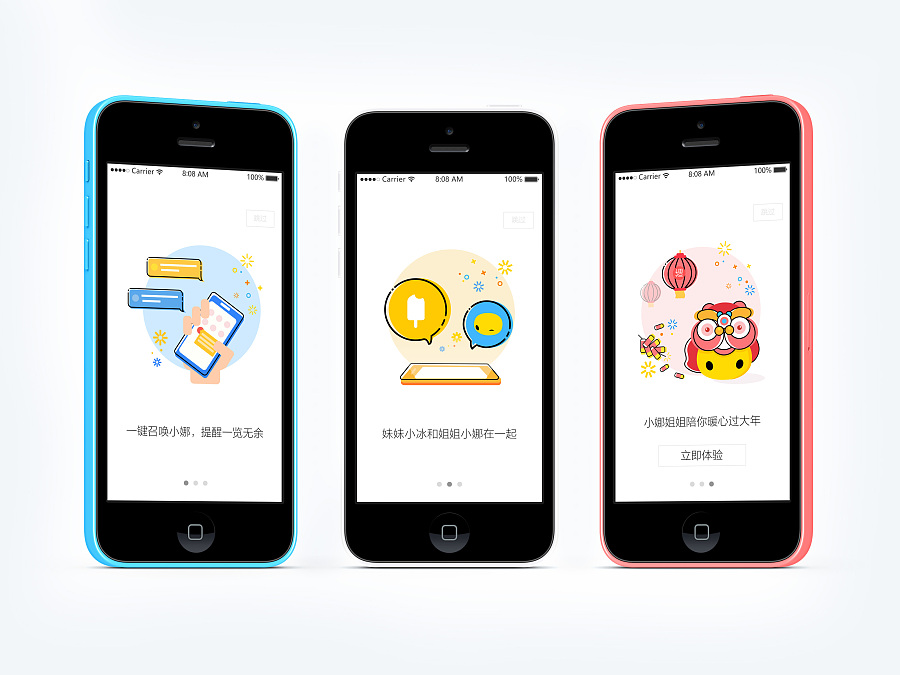 Carrier 8:08 AM 100%
跳过
一键召唤小娜，提醒一览无余
Carrier 8:08 AM 100%
跳过
妹妹小冰和姐姐小娜在一起
Carrier 8:08 AM 100%
跳过
小娜姐姐陪你暖心过大年
立即体验